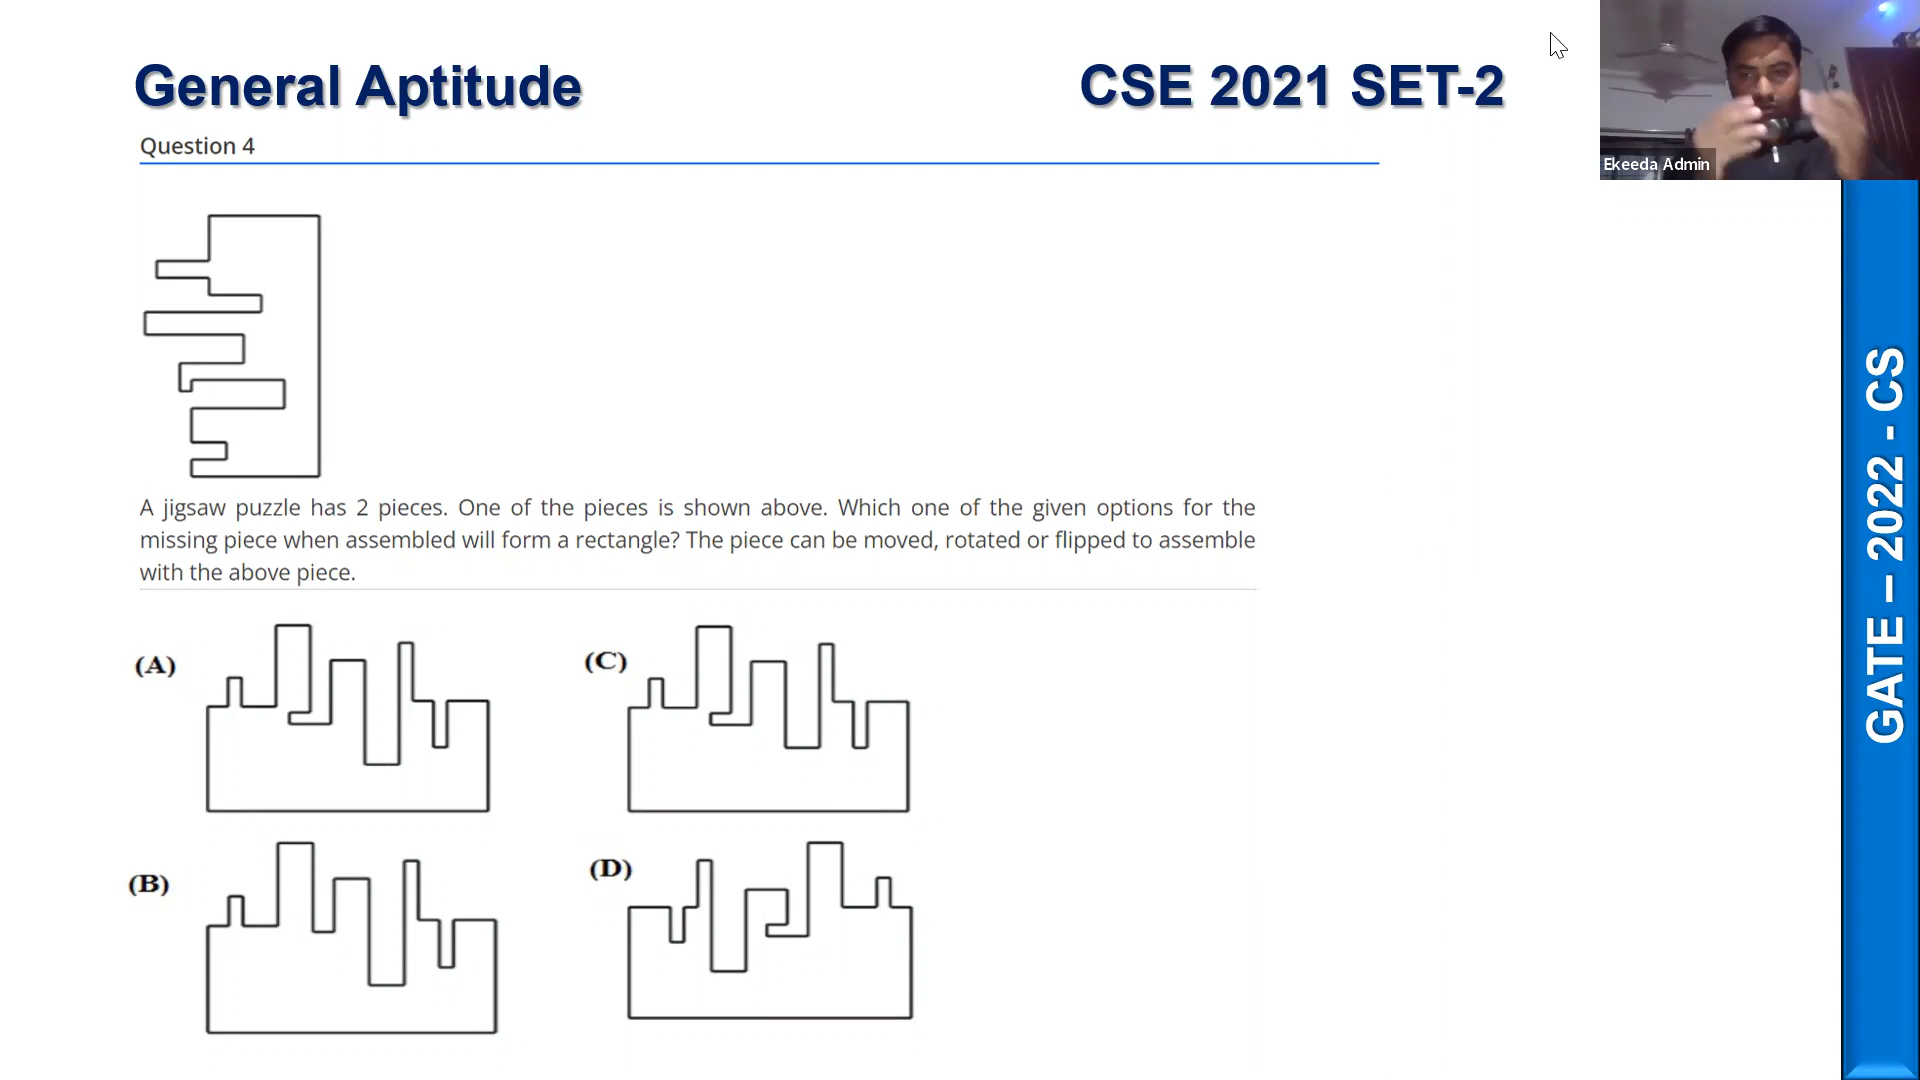 General Aptitude
CSE 2021 SET-2
Question 4
Ekeeda Admin
A jigsaw puzzle has 2 pieces. One of the pieces is shown above. Which one of the given options for the
missing piece when assembled will form a rectangle? The piece can be moved, rotated or flipped to assemble
with the above piece.
(A)
(C)
(B)
(D)
GATE – 2022 - CS